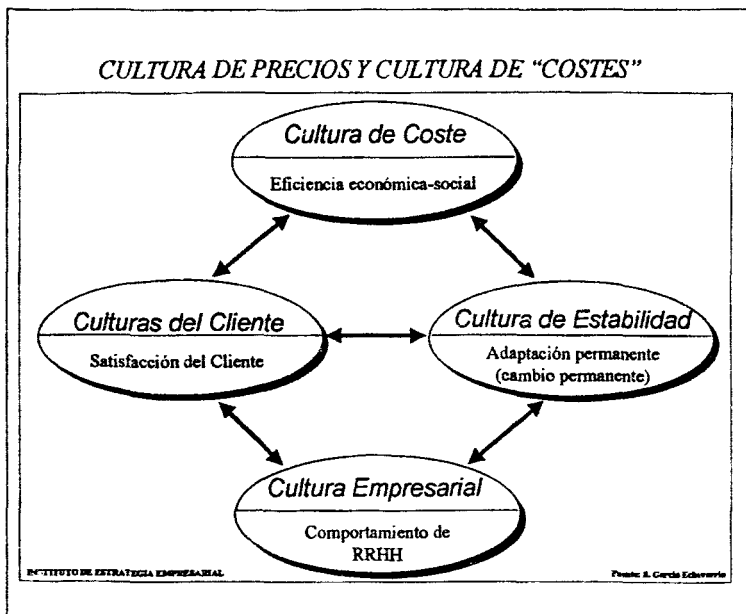 CULTURA DE PRECIOS Y CULTURA DE "COSTES"
Cultura de Coste
Eficiencia económica-social
Culturas del Cliente
Satisfacción del Cliente
Cultura de Estabilidad
Adaptación permanente
(cambio permanente)
Cultura Empresarial
Comportamiento de
RRHH
INSTITUTO DE ESTRATEGIA EMPRESARIAL
Fuente: S. García Echevarría